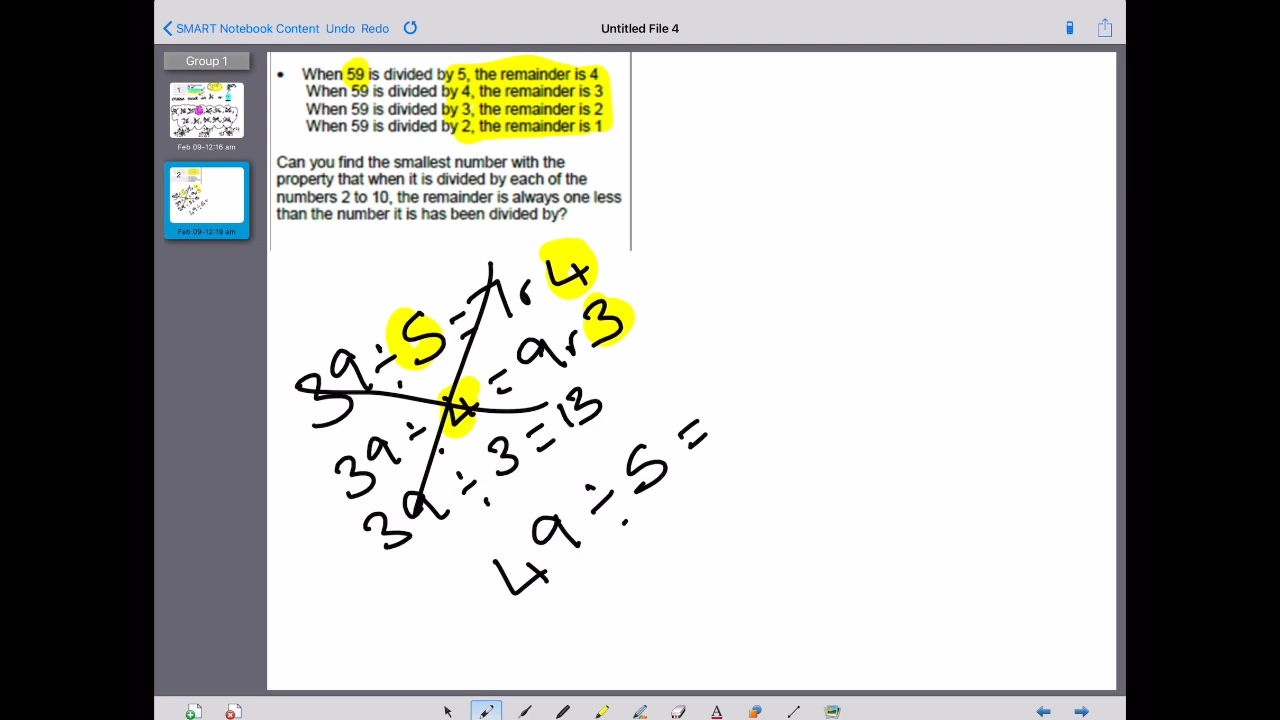 SMART Notebook Content Undo Redo
Untitled File 4
Group 1
1
Feb 09-12:16 am
2
Feb 09-12:19 am
• When 59 is divided by 5, the remainder is 4
When 59 is divided by 4, the remainder is 3
When 59 is divided by 3, the remainder is 2
When 59 is divided by 2, the remainder is 1
Can you find the smallest number with the
property that when it is divided by each of the
numbers 2 to 10, the remainder is always one less
than the number it is has been divided by?
39 ÷ 5 = 7 r 4
39 ÷ 4 = 9 r 3
39 ÷ 3 = 13
49 ÷ 5 =
A